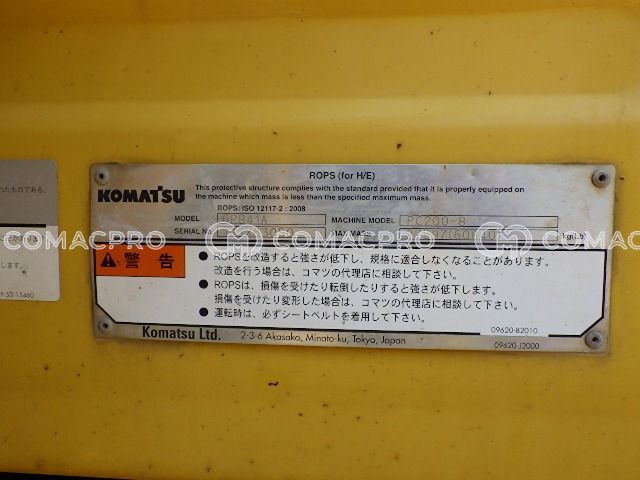 ROPS (for H/E)
This protective structure complies with the standard provided that it is properly equipped on
the machine which mass is less than the specified maximum mass.
KOMATSU
ROPS: ISO 12117-2 : 2008
MODEL MACHINE MODEL PC200-8
SERIAL NO. MAX MASS kg(Lb)
警告
● ROPSを改造すると強さが低下し、規格に適合しなくなることがあります。
改造を行う場合は、コマツの代理店に相談して下さい。
● ROPSは、損傷を受けたり転倒したりすると強さが低下します。
損傷を受けたり変形した場合は、コマツの代理店に相談して下さい。
● 運転時は、必ずシートベルトを着用して下さい。
09620-B2010
Komatsu Ltd. 2-3-6 Akasaka, Minato-ku, Tokyo, Japan
09620-J2000
COMACPRO